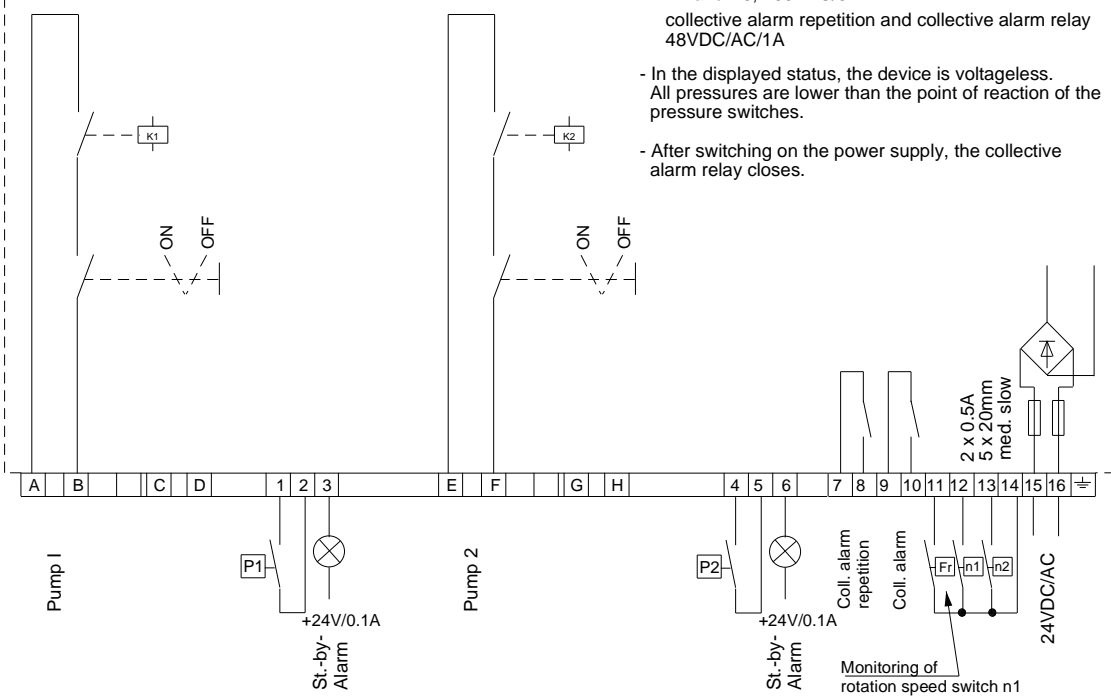 collective alarm repetition and collective alarm relay
48VDC/AC/1A
- In the displayed status, the device is voltageless.
All pressures are lower than the point of reaction of the
pressure switches.
- After switching on the power supply, the collective
alarm relay closes.
K1
K2
ON
OFF
ON
OFF
2 x 0.5A
5 x 20mm
med. slow
A B C D 1 2 3 E F G H 4 5 6 7 8 9 10 11 12 13 14 15 16
Pump I
P1
+24V/0.1A
St.-by-
Alarm
Pump 2
P2
+24V/0.1A
St.-by-
Alarm
Coll. alarm
repetition
Coll. alarm
Fr
n1
n2
24VDC/AC
Monitoring of
rotation speed switch n1